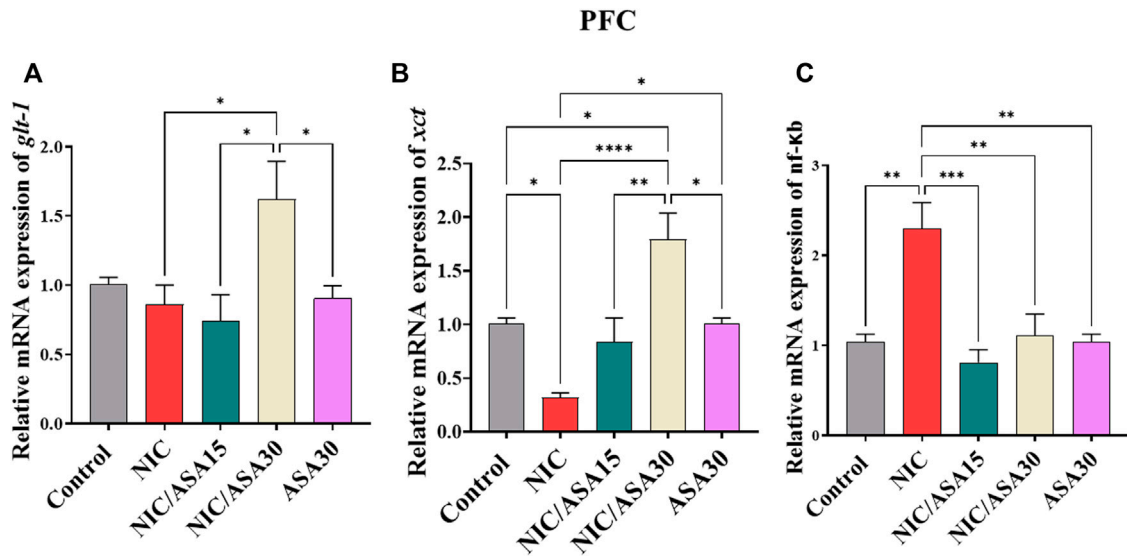 PFC
A
Relative mRNA expression of glt-1
2.0
1.5
1.0
0.5
0.0
*
*
*
Control
NIC
NIC/ASA15
NIC/ASA30
ASA30
B
Relative mRNA expression of xct
2.5
2.0
1.5
1.0
0.5
0.0
*
*
****
*
**
*
Control
NIC
NIC/ASA15
NIC/ASA30
ASA30
C
Relative mRNA expression of nf-Kb
3
2
1
0
**
**
**
***
Control
NIC
NIC/ASA15
NIC/ASA30
ASA30